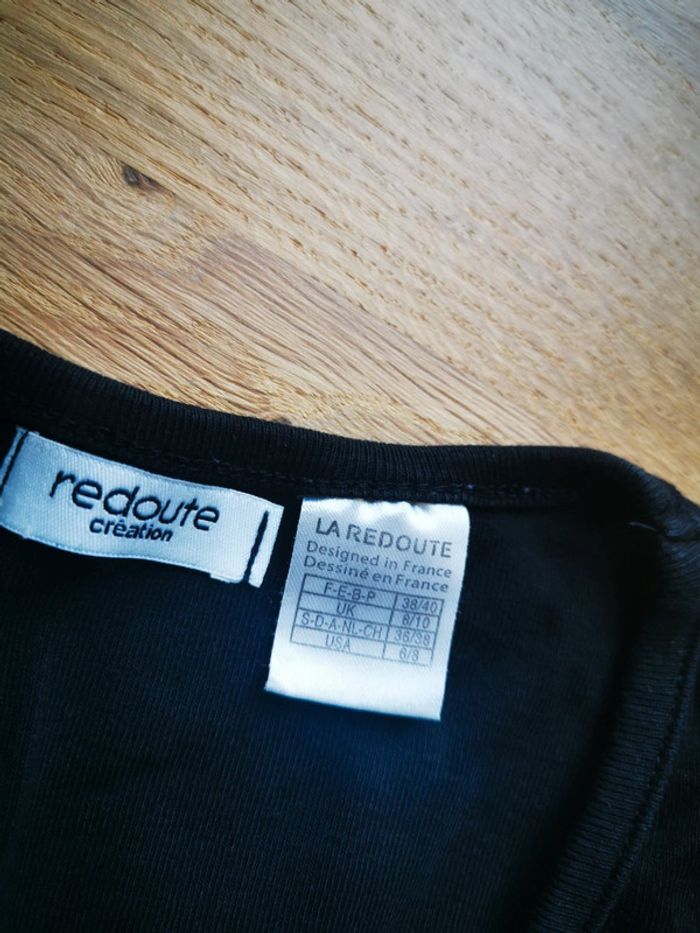 redoute
création
LA REDOUTE
Designed in France
Dessiné en France
F-E-B-P 38/40
UK 8/10
S-D-A-NL-CH 36/38
USA 6/8